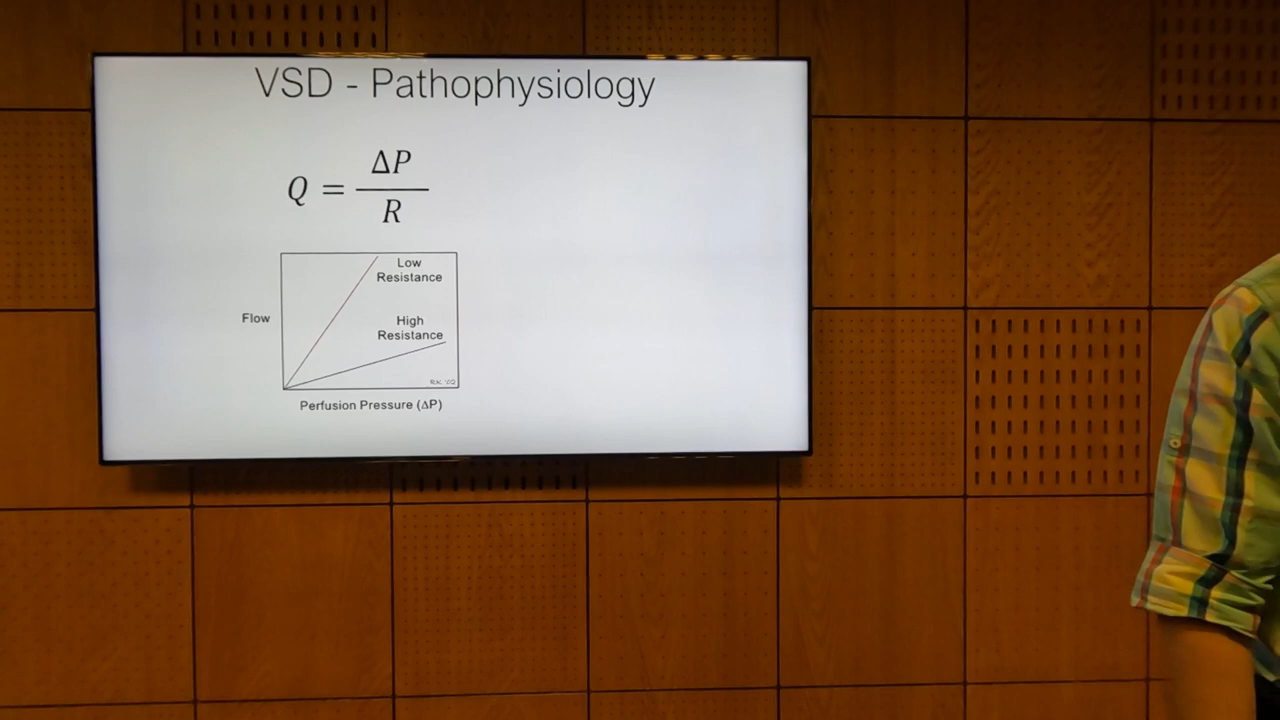 VSD - Pathophysiology
Q = ΔP / R
Low
Resistance
High
Resistance
Flow
Perfusion Pressure (ΔP)